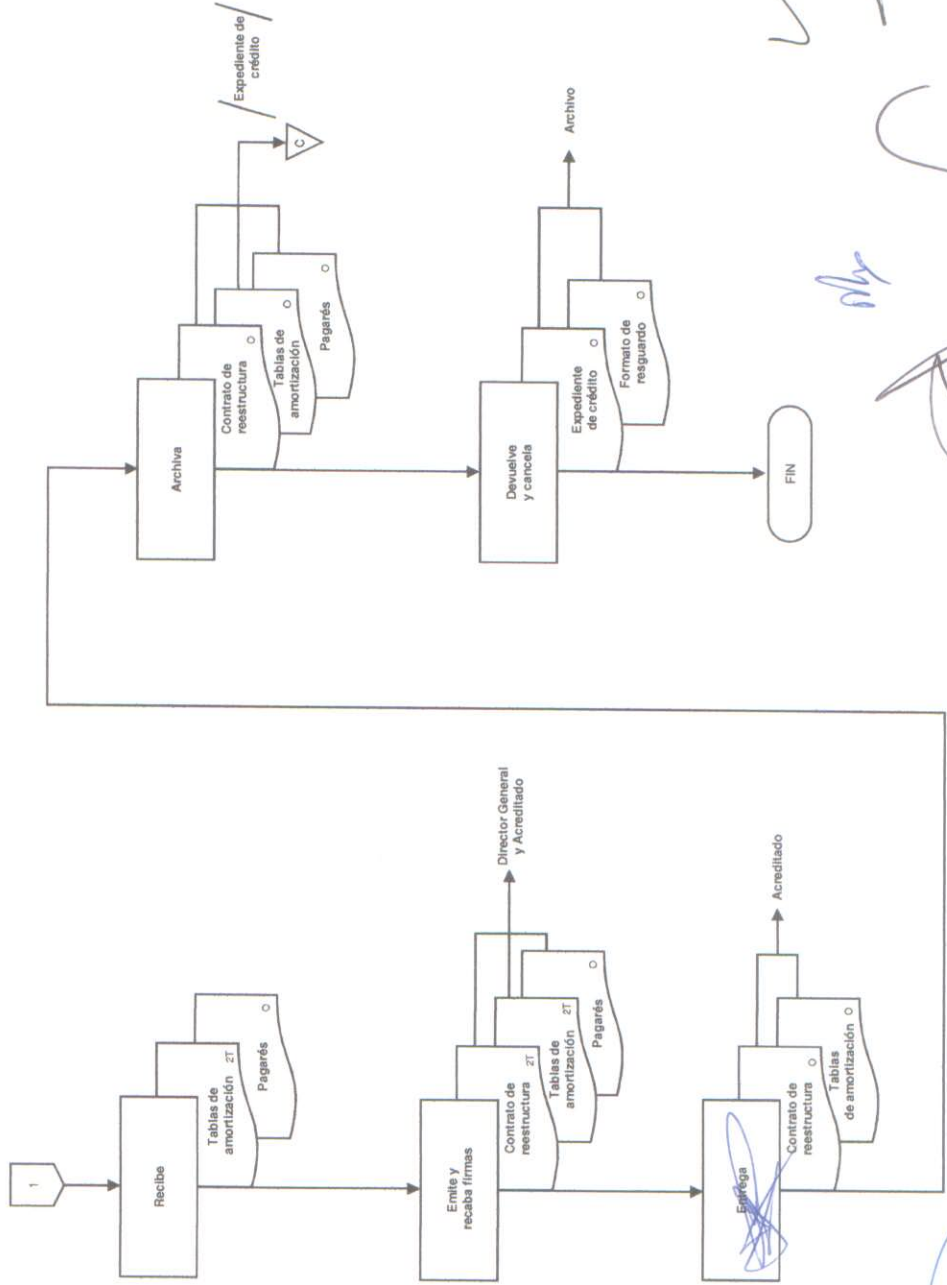 1
Recibe
Tablas de
amortización 2T
Pagarés O
Emite y
recaba firmas
Contrato de
reestructura 2T
Tablas de
amortización 2T
Pagarés O
Director General
y Acreditado
Entrega
Contrato de
reestructura O
Tablas
de amortización O
Acreditado
Archiva
Contrato de
reestructura O
Tablas de
amortización O
Pagarés O
C
Expediente de
crédito
Devuelve
y cancela
Expediente
de crédito O
Formato de
resguardo O
Archivo
FIN